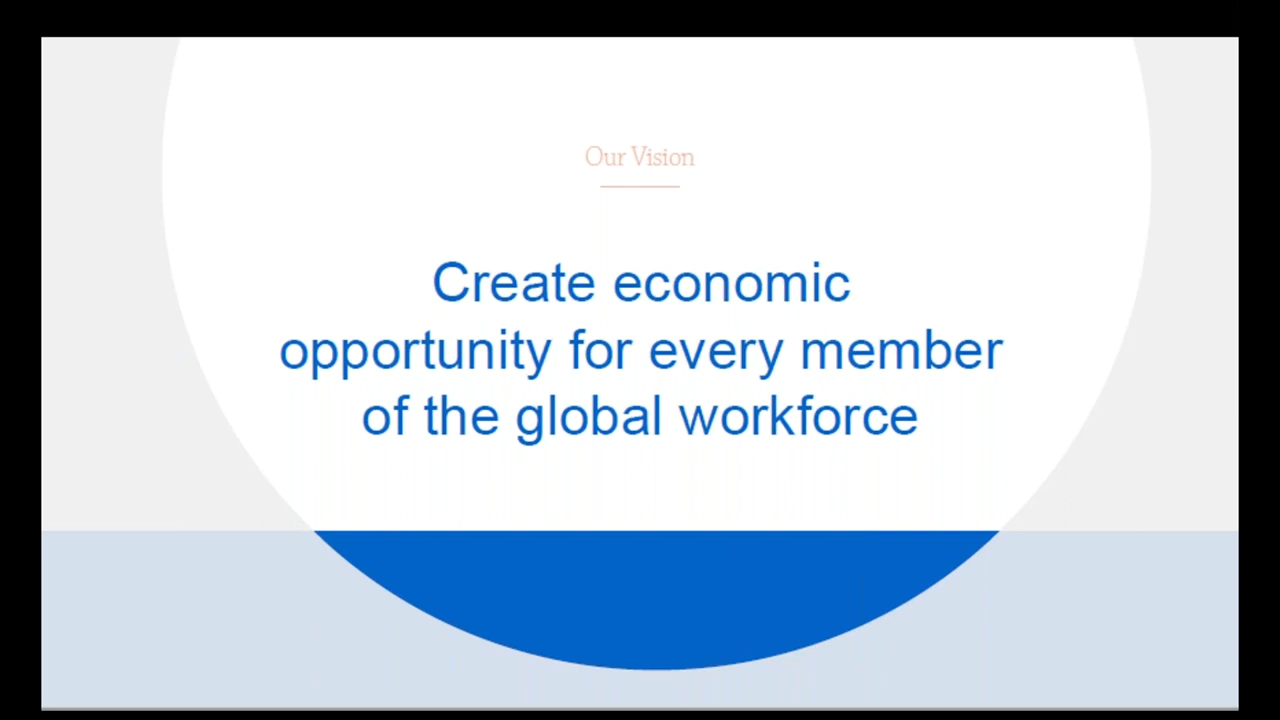 Our Vision
Create economic
opportunity for every member
of the global workforce